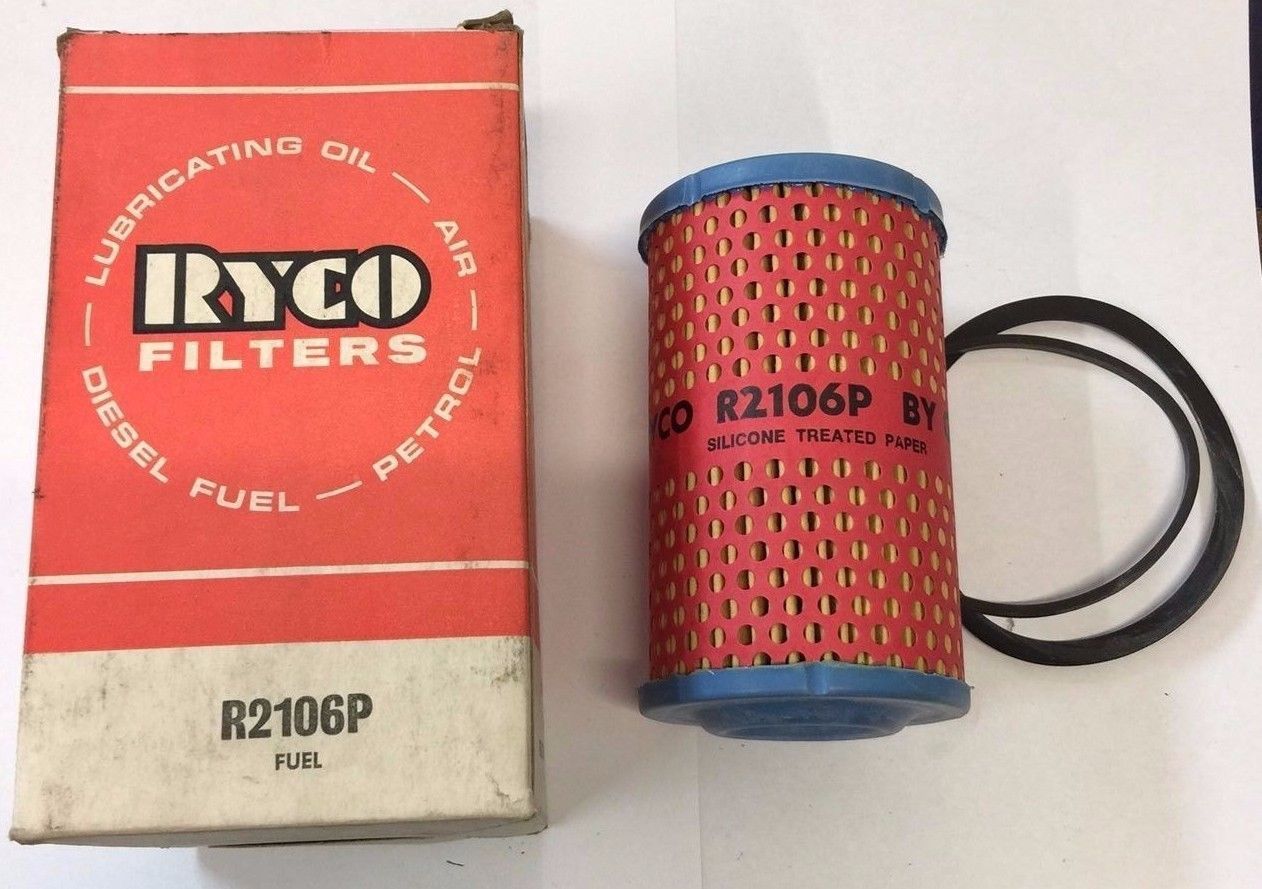 LUBRICATING OIL — AIR — PETROL — DIESEL FUEL —
RYCO
FILTERS
R2106P
FUEL
R2106P BY
SILICONE TREATED PAPER